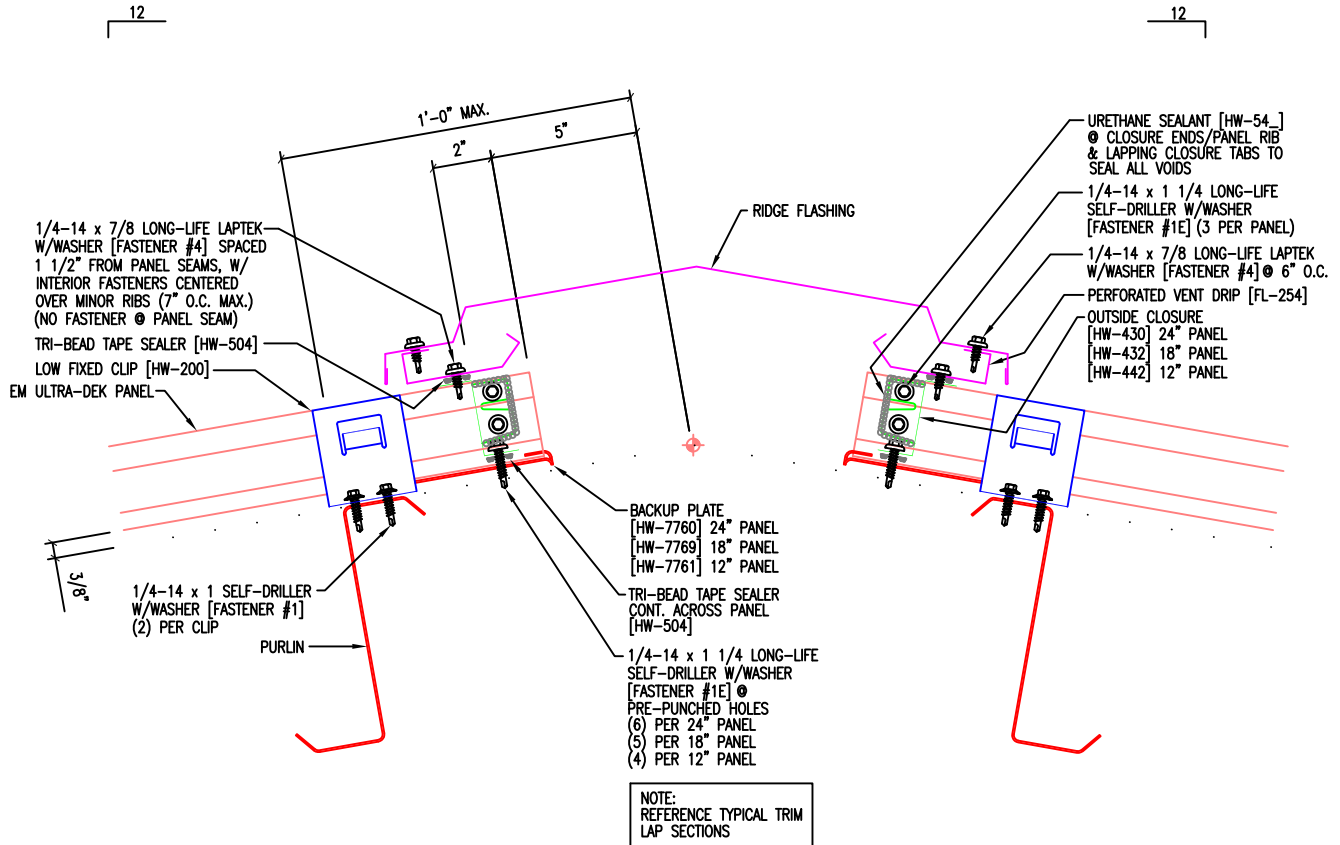 12
12
1'-0" MAX.
2"
5"
1/4-14 x 7/8 LONG-LIFE LAPTEK
W/WASHER [FASTENER #4] SPACED
1 1/2" FROM PANEL SEAMS, W/
INTERIOR FASTENERS CENTERED
OVER MINOR RIBS (7" O.C. MAX.)
(NO FASTENER @ PANEL SEAM)
TRI-BEAD TAPE SEALER [HW-504]
LOW FIXED CLIP [HW-200]
EM ULTRA-DEK PANEL
3/8"
1/4-14 x 1 SELF-DRILLER
W/WASHER [FASTENER #1]
(2) PER CLIP
PURLIN
RIDGE FLASHING
URETHANE SEALANT [HW-54_]
@ CLOSURE ENDS/PANEL RIB
& LAPPING CLOSURE TABS TO
SEAL ALL VOIDS
1/4-14 x 1 1/4 LONG-LIFE
SELF-DRILLER W/WASHER
[FASTENER #1E] (3 PER PANEL)
1/4-14 x 7/8 LONG-LIFE LAPTEK
W/WASHER [FASTENER #4] @ 6" O.C.
PERFORATED VENT DRIP [FL-254]
OUTSIDE CLOSURE
[HW-430] 24" PANEL
[HW-432] 18" PANEL
[HW-442] 12" PANEL
BACKUP PLATE
[HW-7760] 24" PANEL
[HW-7769] 18" PANEL
[HW-7761] 12" PANEL
TRI-BEAD TAPE SEALER
CONT. ACROSS PANEL
[HW-504]
1/4-14 x 1 1/4 LONG-LIFE
SELF-DRILLER W/WASHER
[FASTENER #1E] @
PRE-PUNCHED HOLES
(6) PER 24" PANEL
(5) PER 18" PANEL
(4) PER 12" PANEL
NOTE:
REFERENCE TYPICAL TRIM
LAP SECTIONS